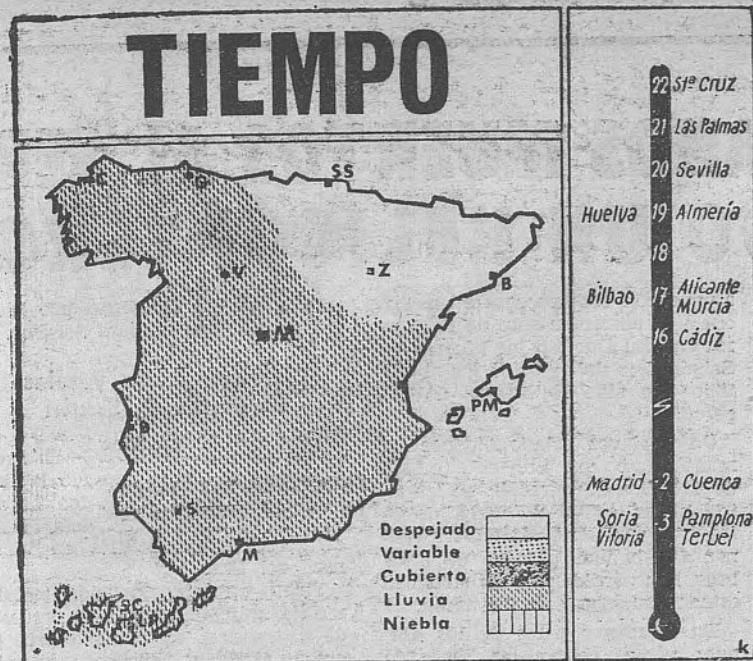 TIEMPO
C
O
SS
V
Z
B
M
PM
B
S
M
Despejado
Variable
Cubierto
Lluvia
Niebla
22 Stª Cruz
21 Las Palmas
20 Sevilla
Huelva 19 Almería
18
Bilbao 17 Alicante
Murcia
16 Cádiz
Madrid -2 Cuenca
Soria -3 Pamplona
Vitoria Teruel
k